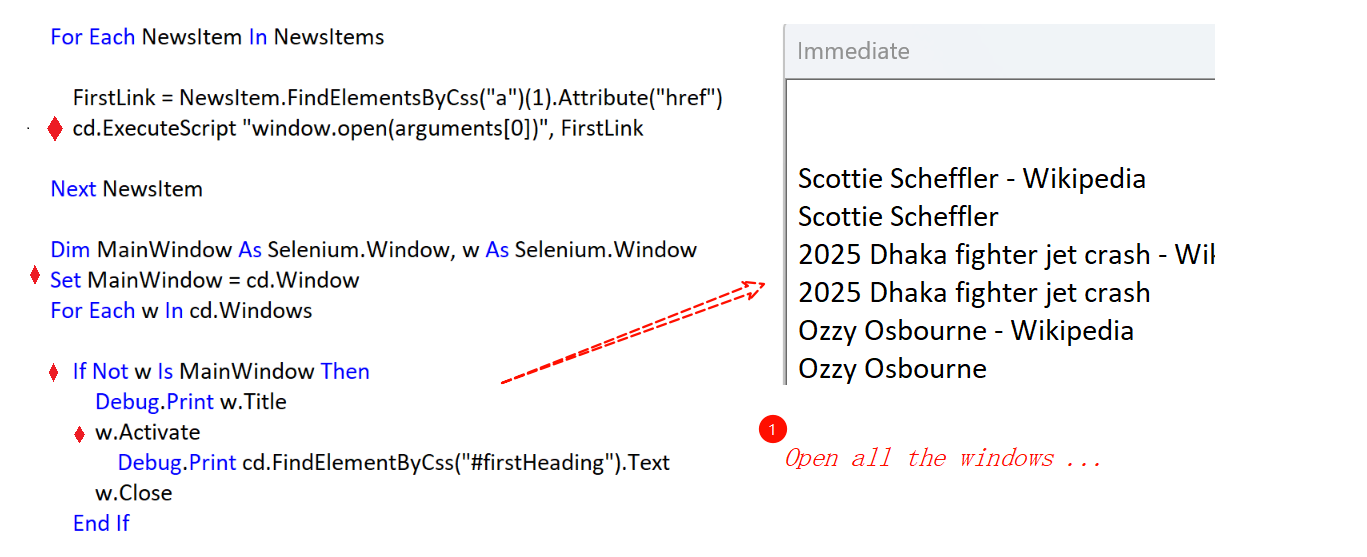 For Each NewsItem In NewsItems
FirstLink = NewsItem.FindElementsByCss("a")(1).Attribute("href")
cd.ExecuteScript "window.open(arguments[0])", FirstLink
Next NewsItem
Dim MainWindow As Selenium.Window, w As Selenium.Window
Set MainWindow = cd.Window
For Each w In cd.Windows
If Not w Is MainWindow Then
Debug.Print w.Title
w.Activate
Debug.Print cd.FindElementByCss("#firstHeading").Text
w.Close
End If
Immediate
Scottie Scheffler - Wikipedia
Scottie Scheffler
2025 Dhaka fighter jet crash - Wik
2025 Dhaka fighter jet crash
Ozzy Osbourne - Wikipedia
Ozzy Osbourne
1
Open all the windows ...